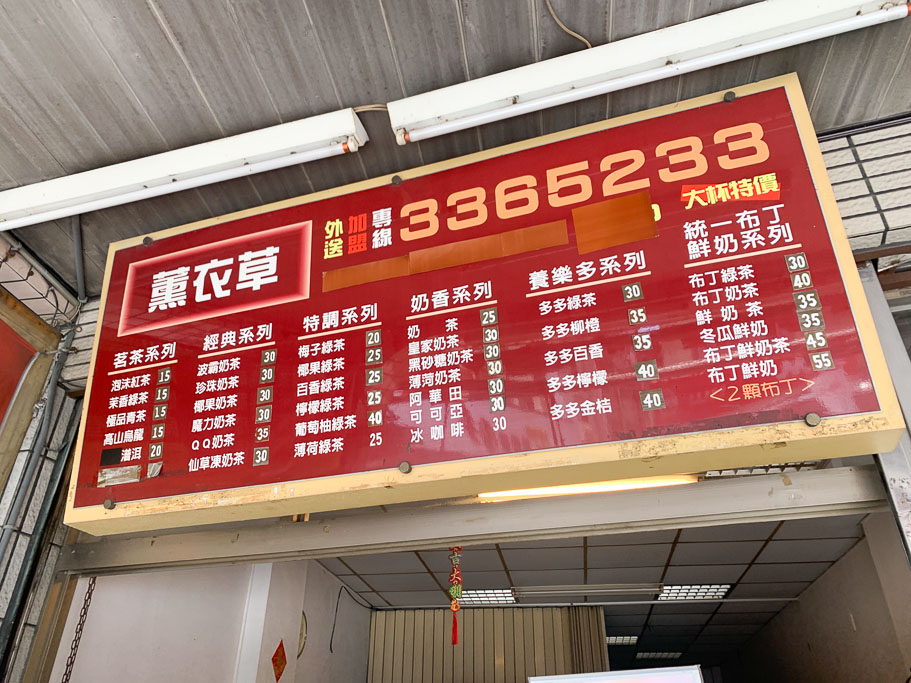 外送
加盟
專線
3365233
大杯特價
薰衣草
茗茶系列
泡沫紅茶 15
茉香綠茶 15
極品青茶 15
高山烏龍 15
潽洱 20
經典系列
波霸奶茶 30
珍珠奶茶 30
椰果奶茶 30
魔力奶茶 30
QQ奶茶 35
仙草凍奶茶 30
特調系列
梅子綠茶 20
椰果綠茶 25
百香綠茶 25
檸檬綠茶 25
葡萄柚綠茶 40
薄荷綠茶 25
奶香系列
奶茶 25
皇家奶茶 30
黑砂糖奶茶 30
薄荷奶茶 30
阿華田 30
可可亞 30
冰咖啡 30
養樂多系列
多多綠茶 30
多多柳橙 35
多多百香 35
多多檸檬 40
多多金桔 40
統一布丁
鮮奶系列
布丁綠茶 30
布丁奶茶 40
鮮奶茶 35
冬瓜鮮奶 35
布丁鮮奶茶 45
布丁鮮奶茶 55
<2顆布丁>